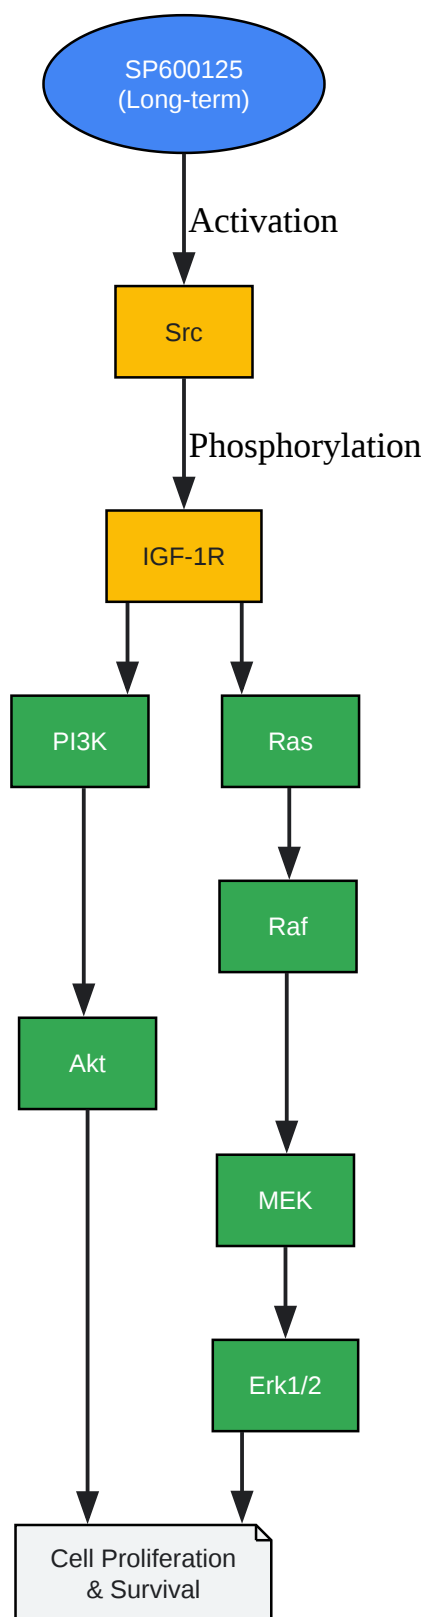 SP600125
(Long-term)
Activation
Src
Phosphorylation
IGF-1R
PI3K
Ras
Raf
Akt
MEK
Erk1/2
Cell Proliferation
& Survival